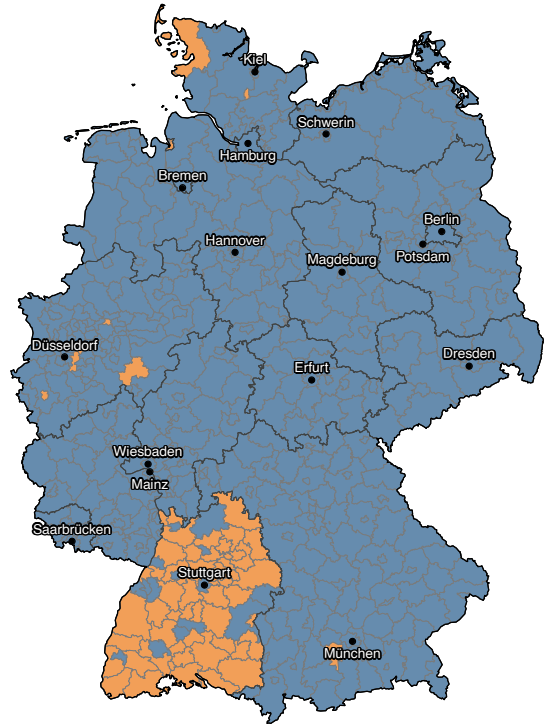 Kiel
Schwerin
Hamburg
Bremen
Berlin
Hannover
Potsdam
Magdeburg
Düsseldorf
Dresden
Erfurt
Wiesbaden
Mainz
Saarbrücken
Stuttgart
München